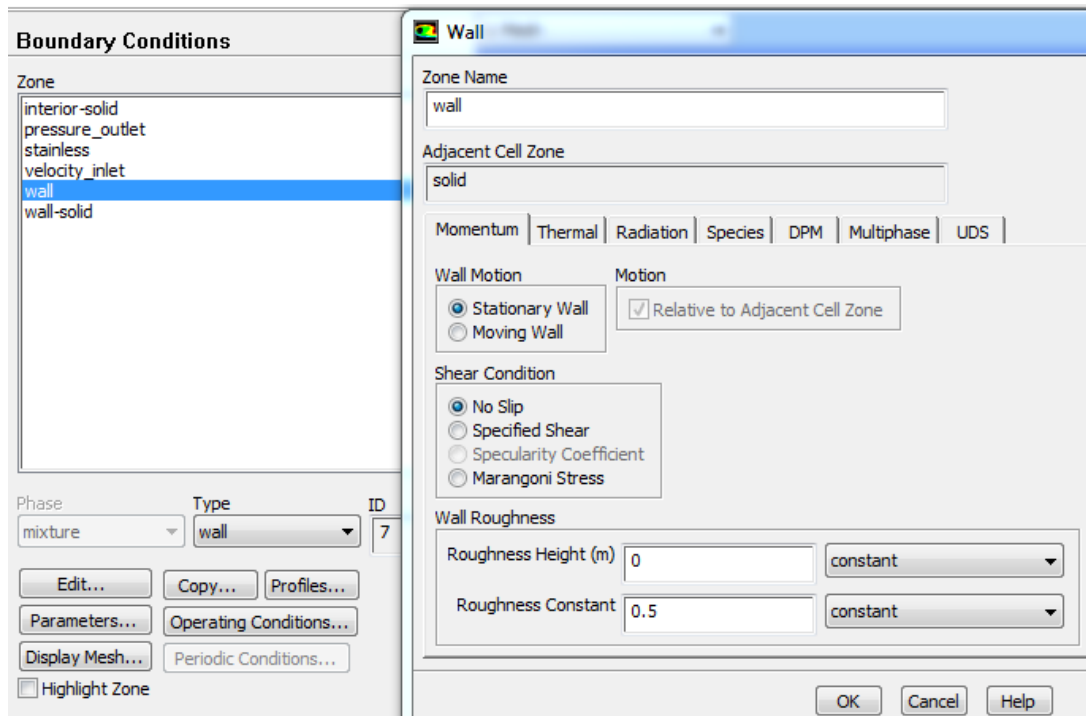 Boundary Conditions
Zone
interior-solid
pressure_outlet
stainless
velocity_inlet
wall
wall-solid
Phase
Type
ID
mixture
wall
7
Edit...
Copy...
Profiles...
Parameters...
Operating Conditions...
Display Mesh...
Periodic Conditions...
Highlight Zone
Wall
Zone Name
wall
Adjacent Cell Zone
solid
Momentum
Thermal
Radiation
Species
DPM
Multiphase
UDS
Wall Motion
Motion
Stationary Wall
Relative to Adjacent Cell Zone
Moving Wall
Shear Condition
No Slip
Specified Shear
Specularity Coefficient
Marangoni Stress
Wall Roughness
Roughness Height (m)
0
constant
Roughness Constant
0.5
constant
OK
Cancel
Help